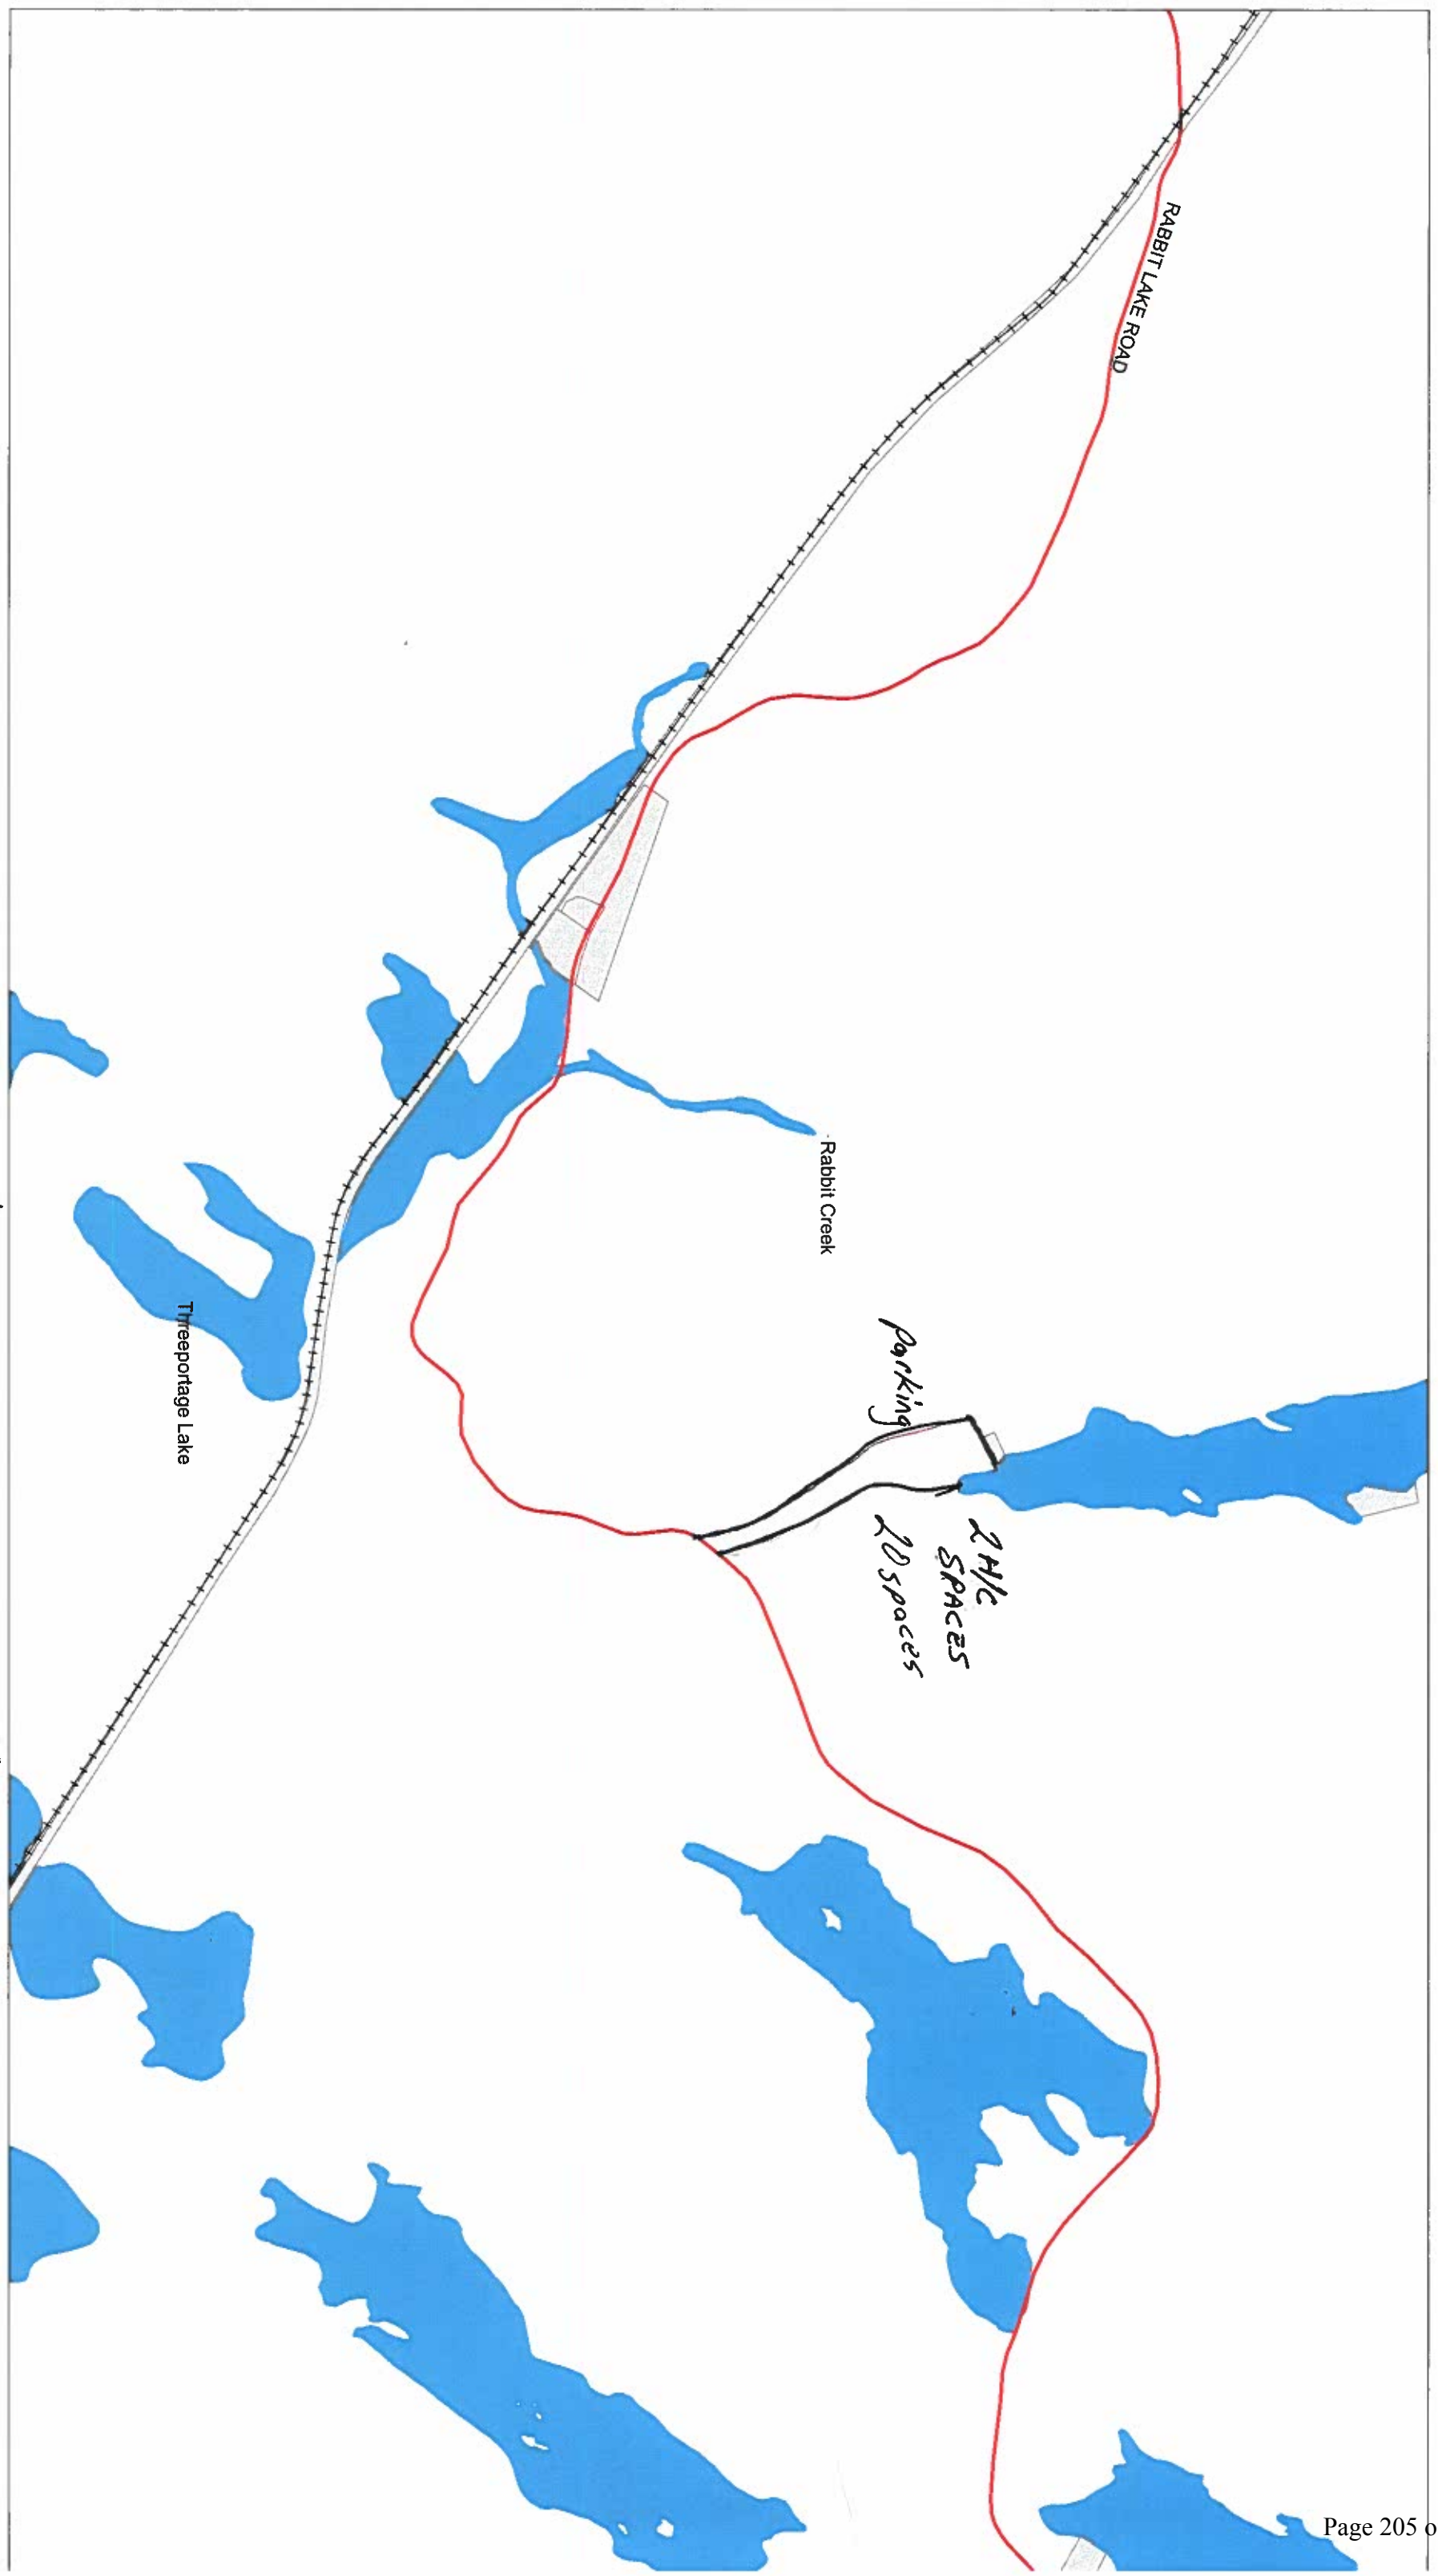 RABBIT LAKE ROAD
Rabbit Creek
Threeportage Lake
Parking
2 H/C
SPACES
20 spaces
Page 205 o